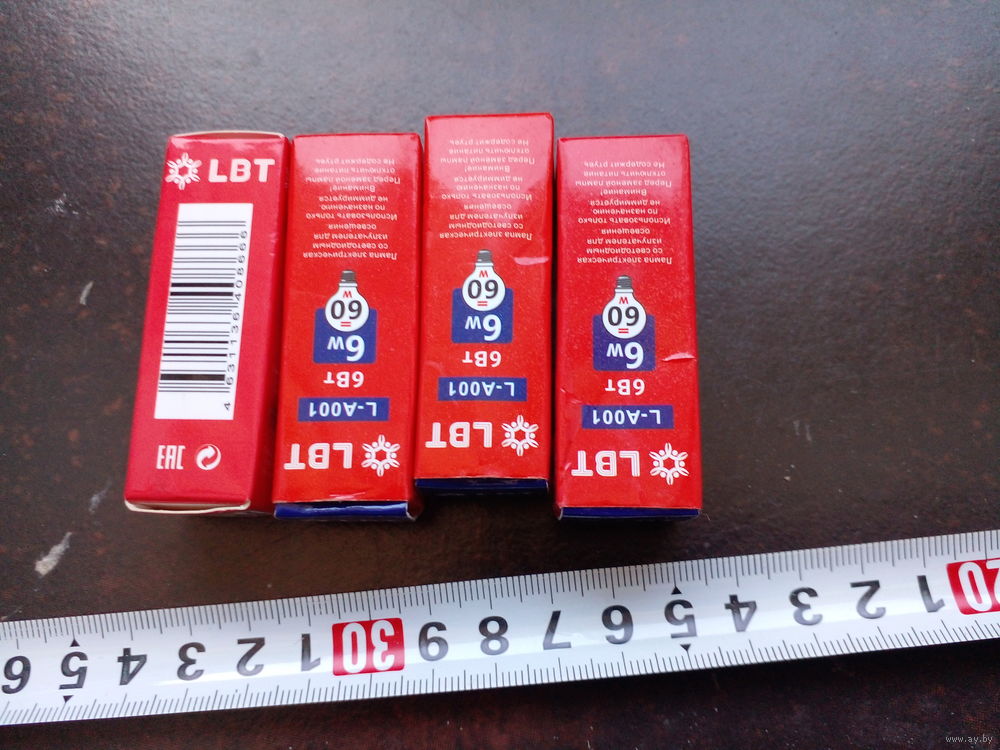 LBT
4 631136 408666
EAC
LBT
L-A001
6Вт
6w
=
60
W
Лампа электрическая
со светодиодным
излучателем для
освещения
Использовать только
по назначению
не диммируется
Внимание!
Перед заменой лампы
отключить питание
Не содержит ртуть
LBT
L-A001
6Вт
6w
=
60
W
Лампа электрическая
со светодиодным
излучателем для
освещения
Использовать только
по назначению
не диммируется
Внимание!
Перед заменой лампы
отключить питание
Не содержит ртуть
LBT
L-A001
6Вт
6w
=
60
W
Лампа электрическая
со светодиодным
излучателем для
освещения
Использовать только
по назначению.
не диммируется
Внимание!
Перед заменой лампы
отключить питание
Не содержит ртуть
20 1 2 3 4 5 6 7 8 9 30 1 2 3 4 5 6
www.ay.by